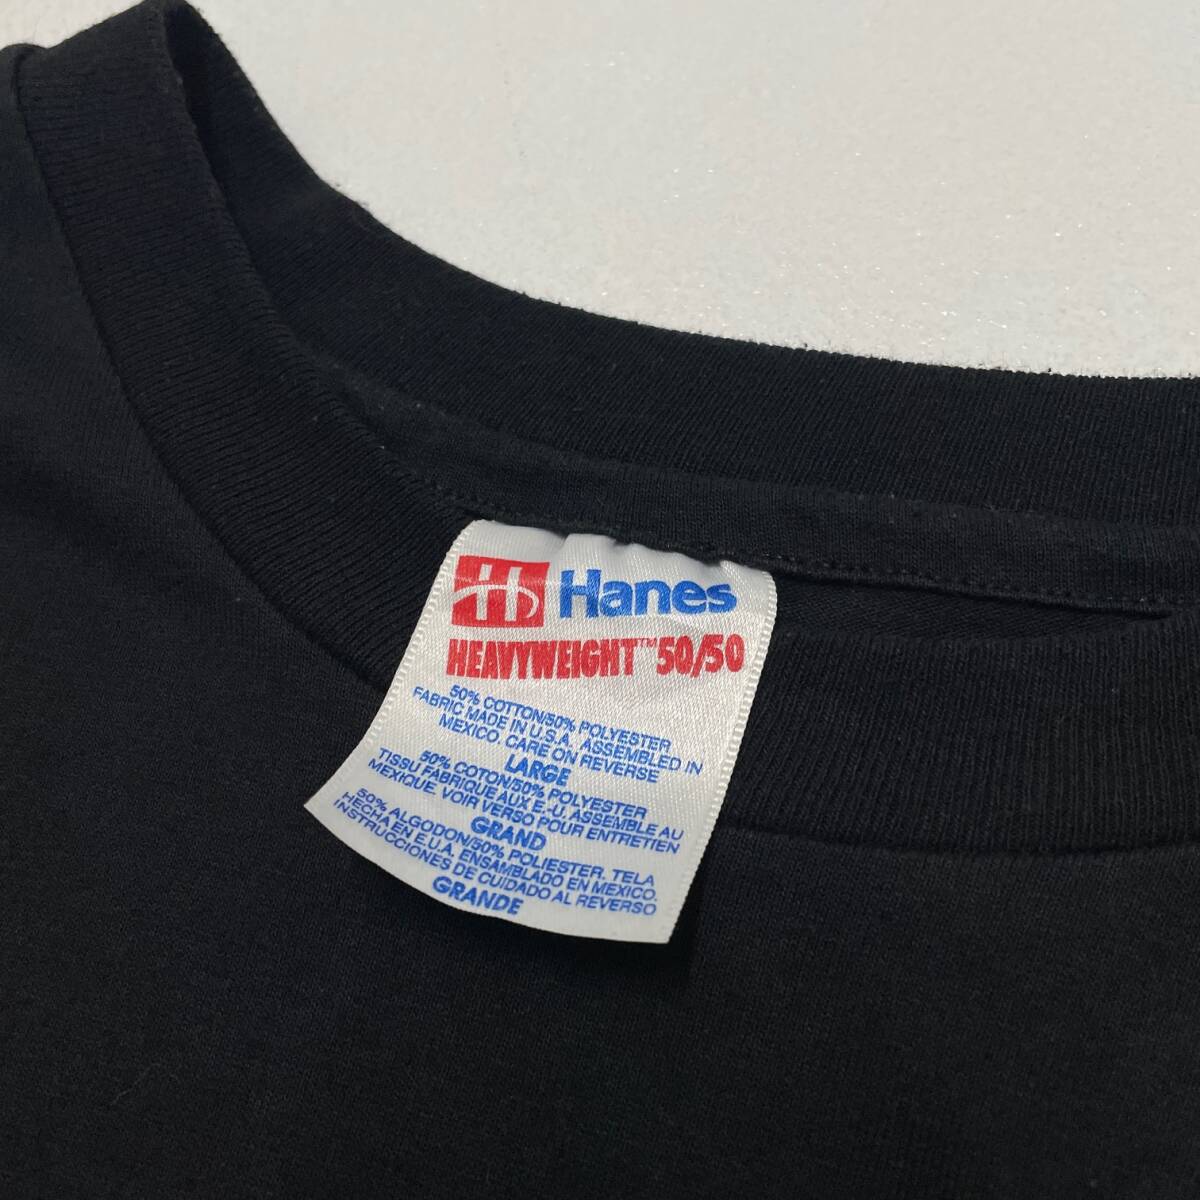 H Hanes
HEAVYWEIGHT™ 50/50
50% COTTON/50% POLYESTER
FABRIC MADE IN U.S.A. ASSEMBLED IN
MEXICO. CARE ON REVERSE
LARGE
50% COTON/50% POLYESTER
TISSU FABRIQUE AUX E.-U. ASSEMBLE AU
MEXIQUE. VOIR VERSO POUR ENTRETIEN
GRAND
50% ALGODON/50% POLIESTER. TELA
HECHA EN E.U.A. ENSAMBLADO EN MEXICO.
INSTRUCCIONES DE CUIDADO AL REVERSO
GRANDE